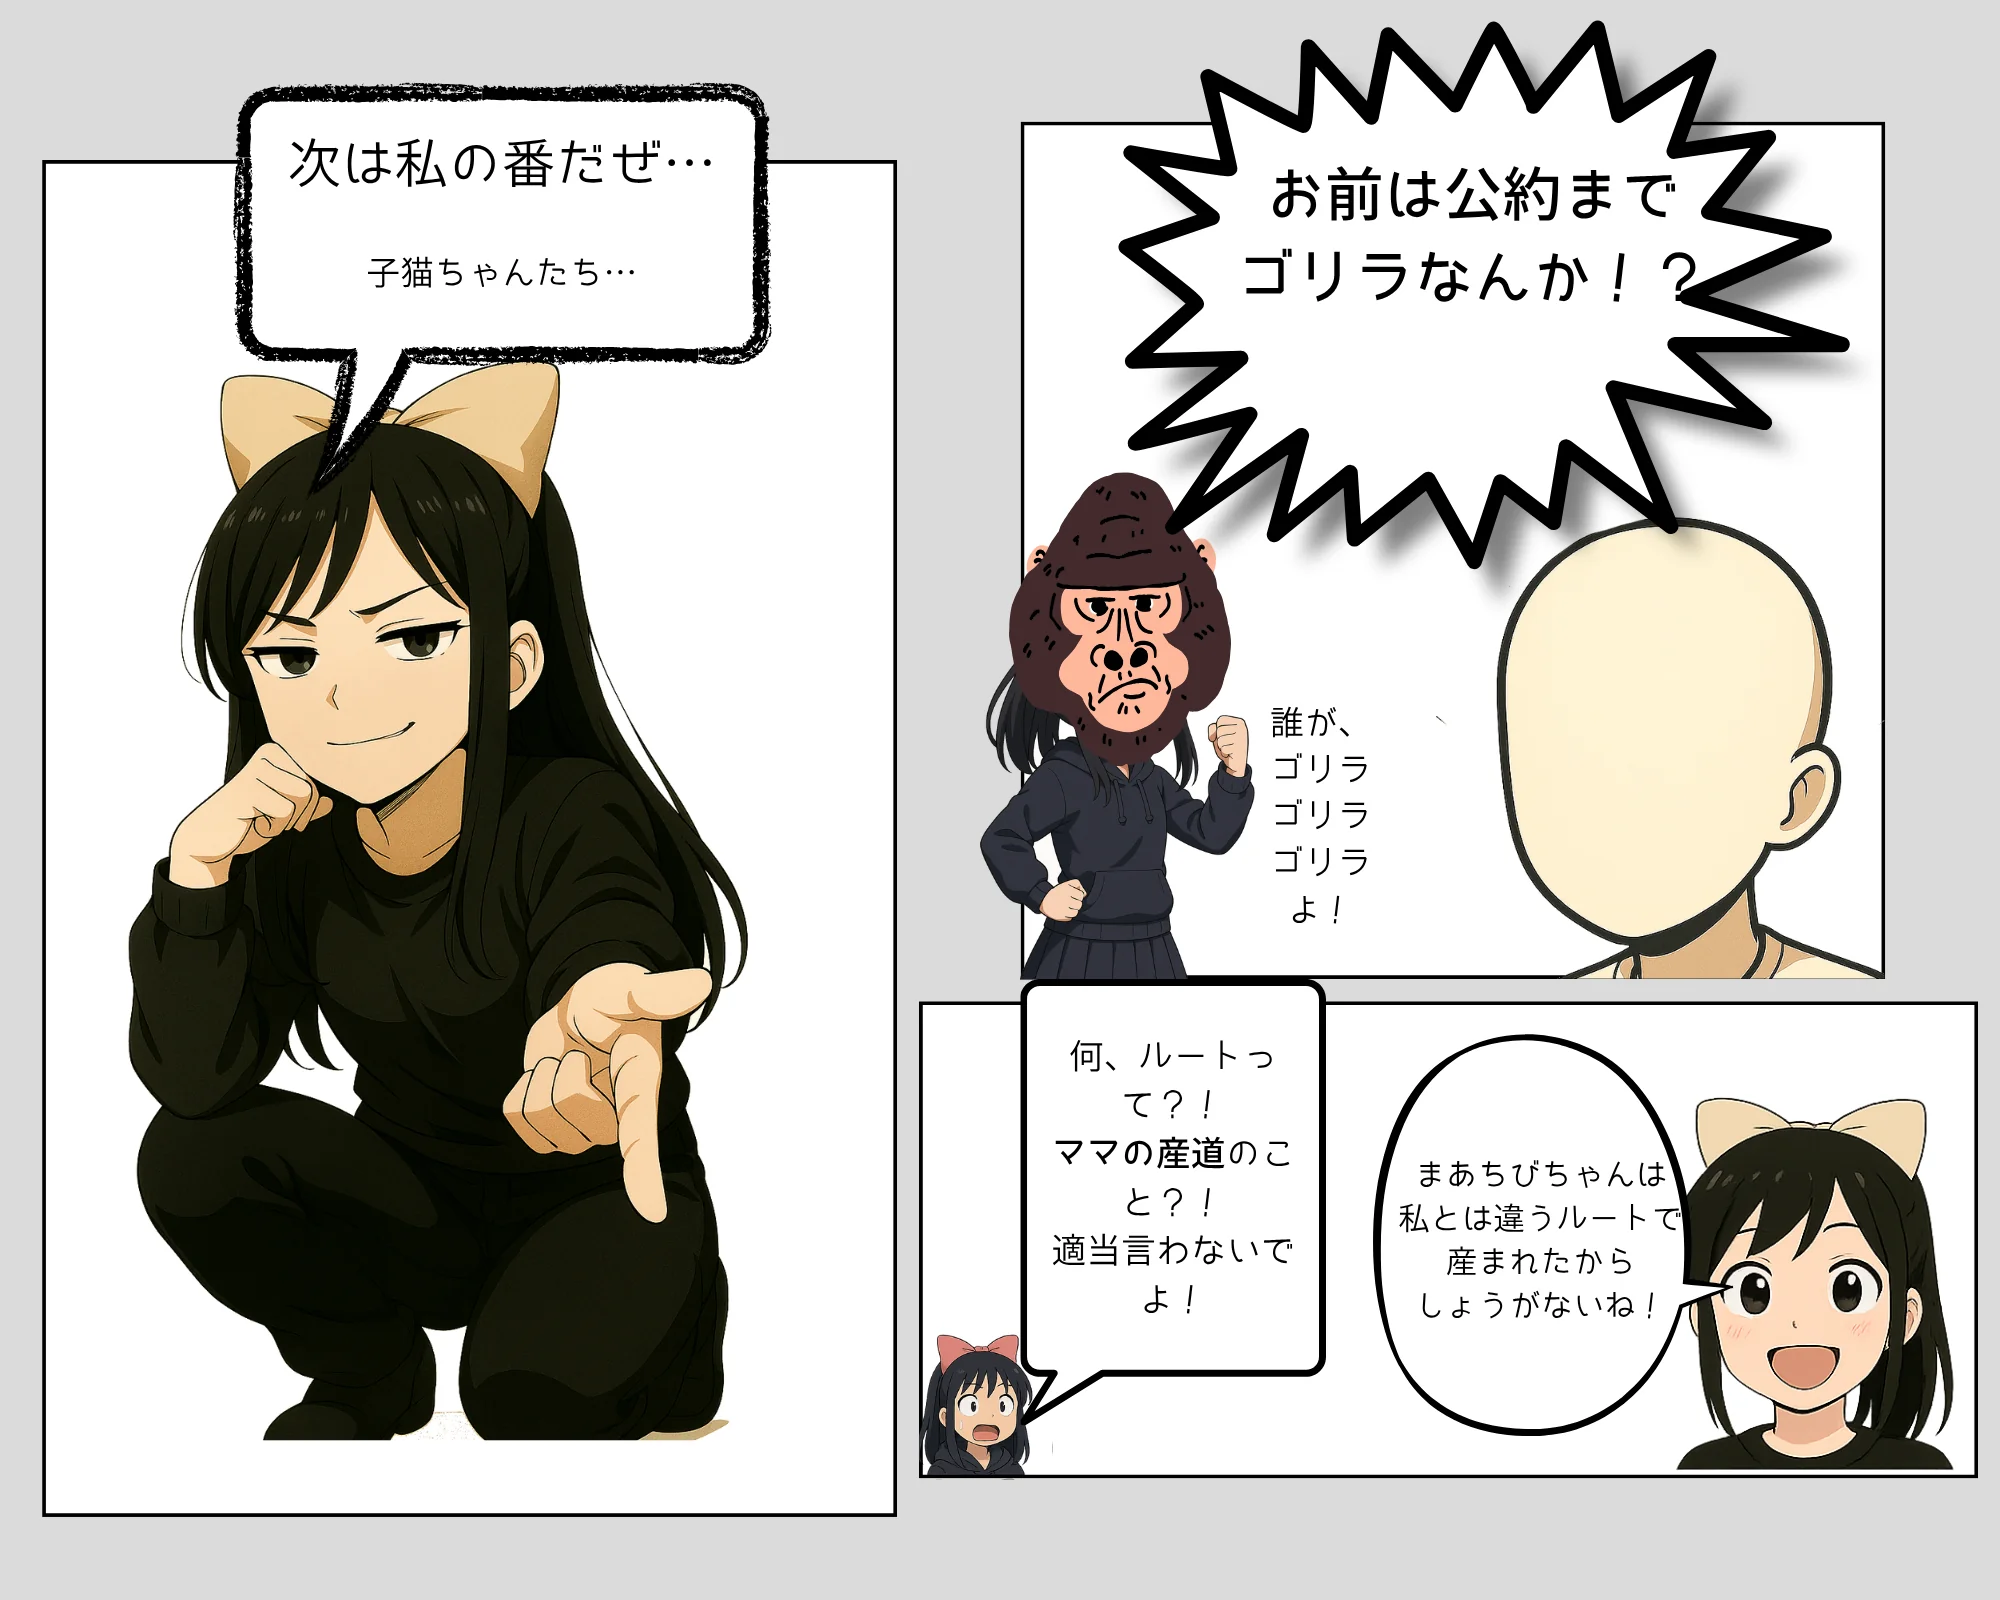 お前は公約まで
ゴリラなんか！？
誰が、
ゴリラ
ゴリラ
ゴリラ
よ！
次は私の番だぜ…
子猫ちゃんたち…
まあちびちゃんは
私とは違うルートで
産まれたから
しょうがないね！
何、ルートっ
て？！
ママの産道のこ
と？！
適当言わないで
よ！